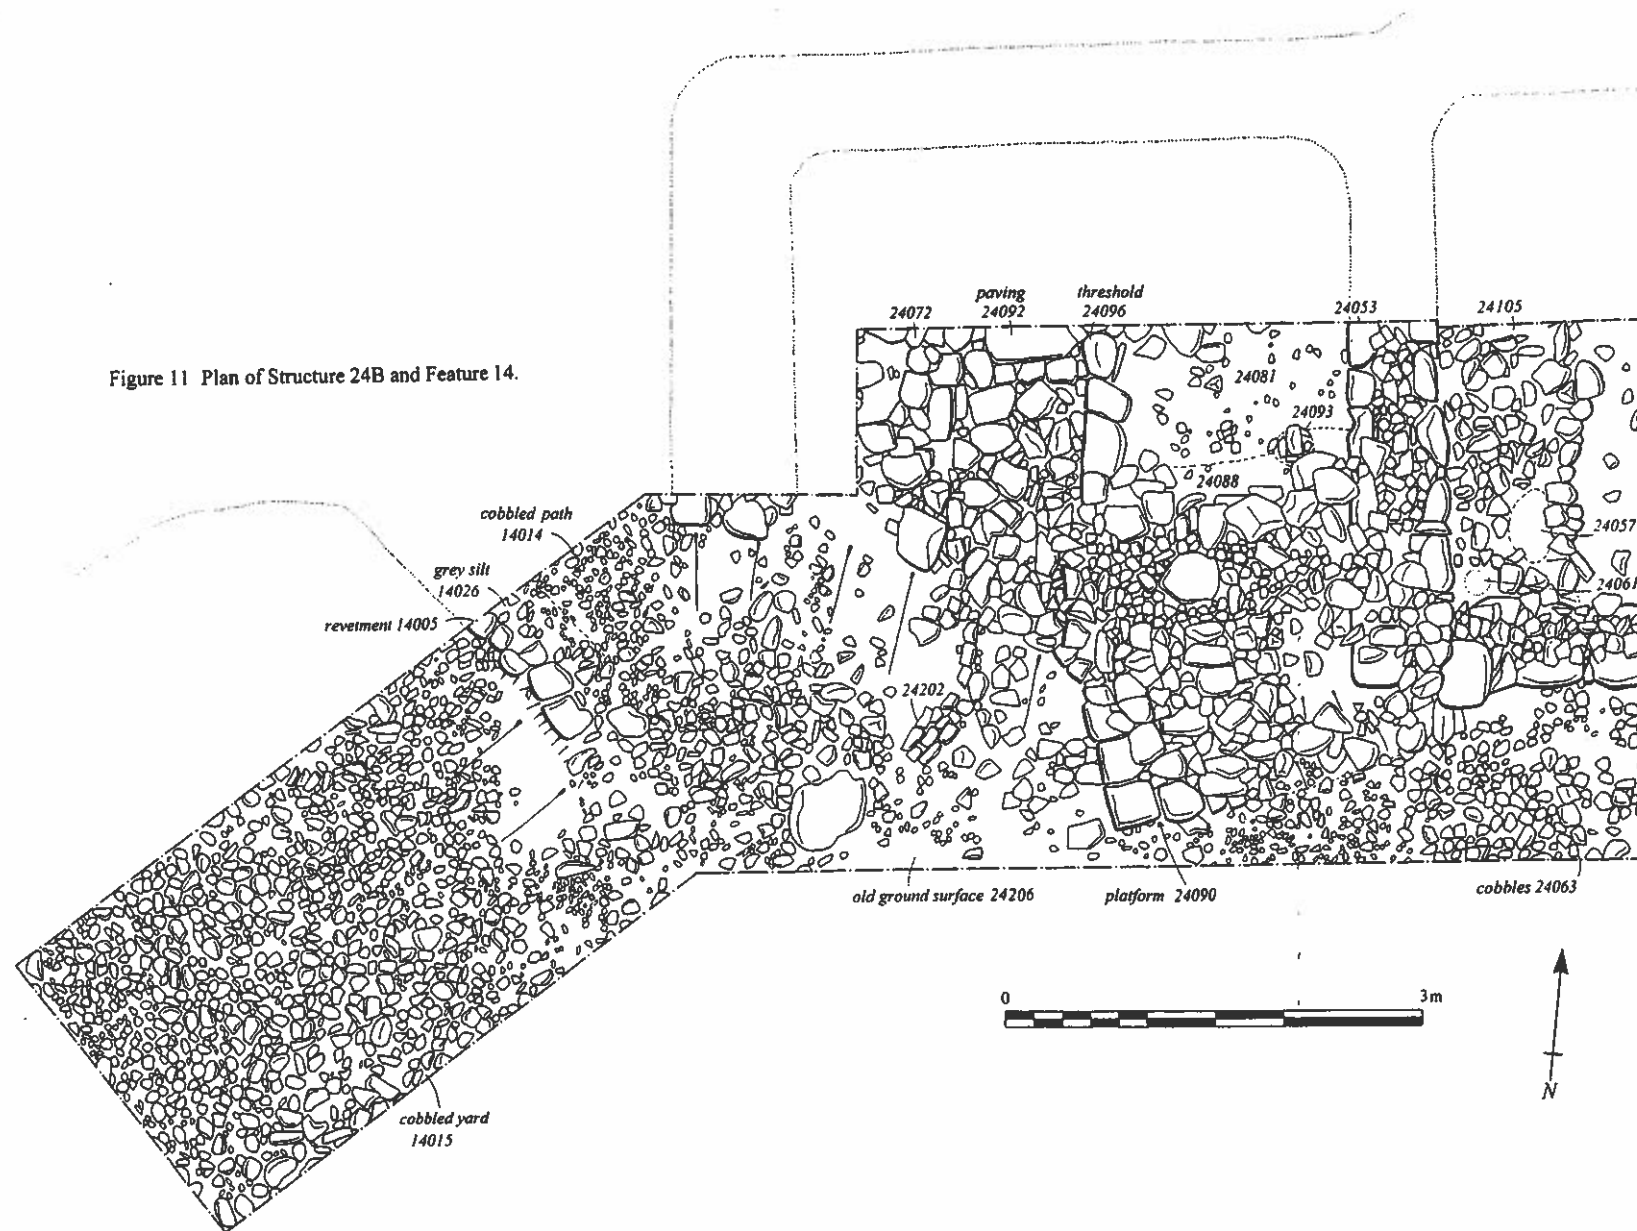 Figure 11 Plan of Structure 24B and Feature 14.
24072
paving
24092
threshold
24096
24053
24105
24081
24093
24088
24057
24061
cobbled path
14014
grey silt
14026
revetment 14005
24202
old ground surface 24206
platform 24090
cobbles 24063
cobbled yard
14015
0
3m
N